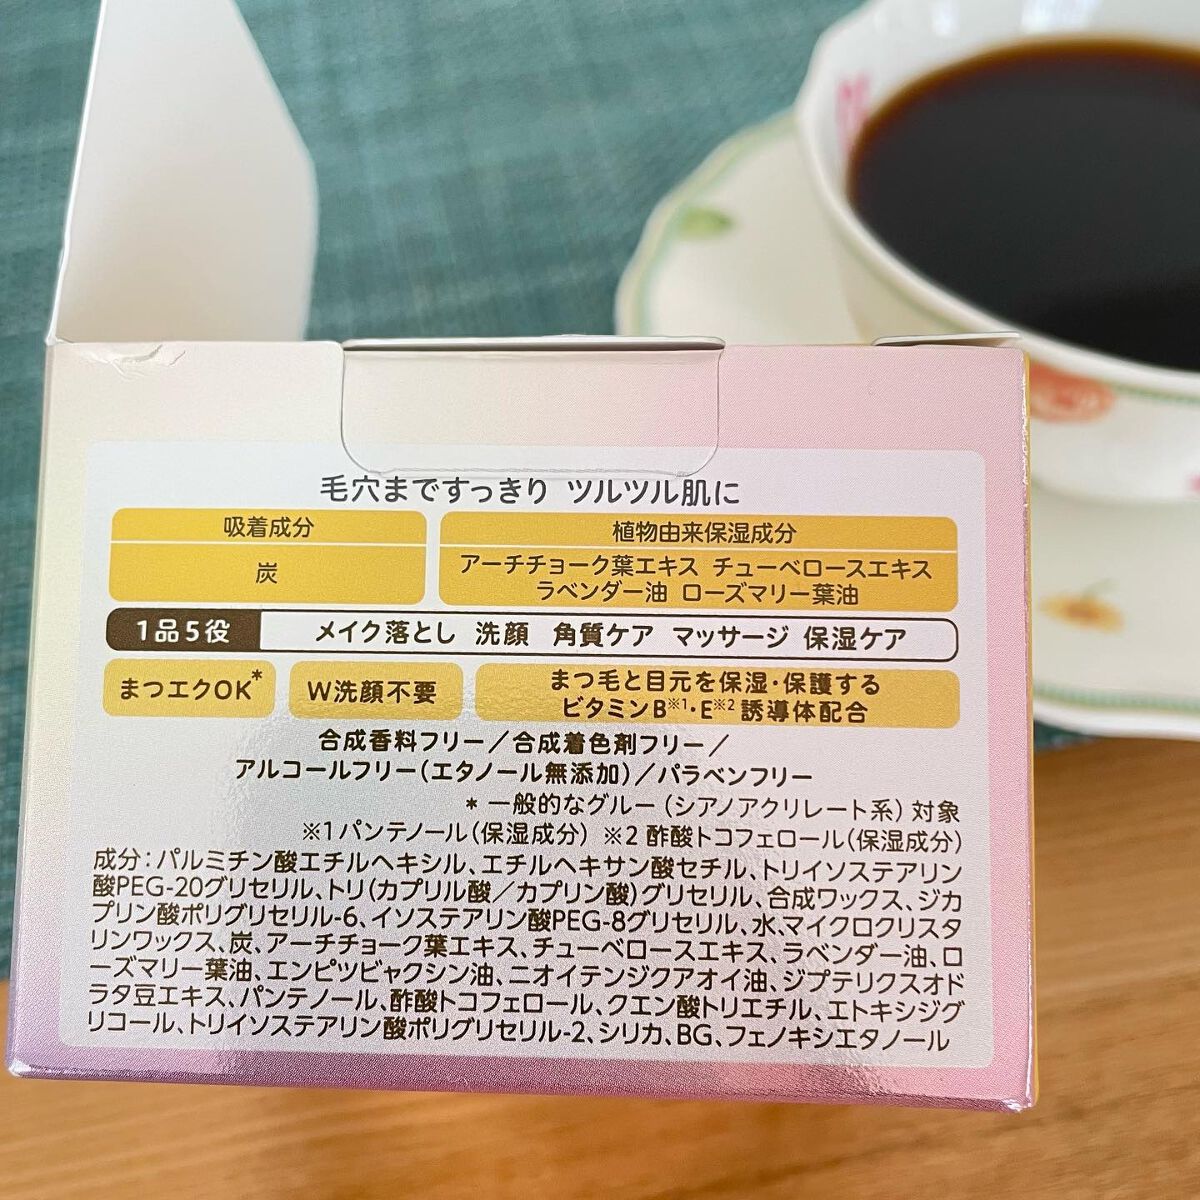 毛穴まですっきり ツルツル肌に
吸着成分
炭
植物由来保湿成分
アーチチョーク葉エキス チューベロースエキス
ラベンダー油 ローズマリー葉油
1品5役
メイク落とし 洗顔 角質ケア マッサージ 保湿ケア
まつエクOK*
W洗顔不要
まつ毛と目元を保湿・保護する
ビタミンB※1・E※2誘導体配合
合成香料フリー／合成着色剤フリー／
アルコールフリー（エタノール無添加）／パラベンフリー
* 一般的なグルー（シアノアクリレート系）対象
※1パンテノール（保湿成分） ※2 酢酸トコフェロール（保湿成分）
成分：パルミチン酸エチルヘキシル、エチルヘキサン酸セチル、トリイソステアリン
酸PEG-20グリセリル、トリ（カプリル酸／カプリン酸）グリセリル、合成ワックス、ジカ
プリン酸ポリグリセリル-6、イソステアリン酸PEG-8グリセリル、水、マイクロクリスタ
リンワックス、炭、アーチチョーク葉エキス、チューベロースエキス、ラベンダー油、ロ
ーズマリー葉油、エンピツビャクシン油、ニオイテンジクアオイ油、ジプテリクスオド
ラタ豆エキス、パンテノール、酢酸トコフェロール、クエン酸トリエチル、エトキシジグ
リコール、トリイソステアリン酸ポリグリセリル-2、シリカ、BG、フェノキシエタノール